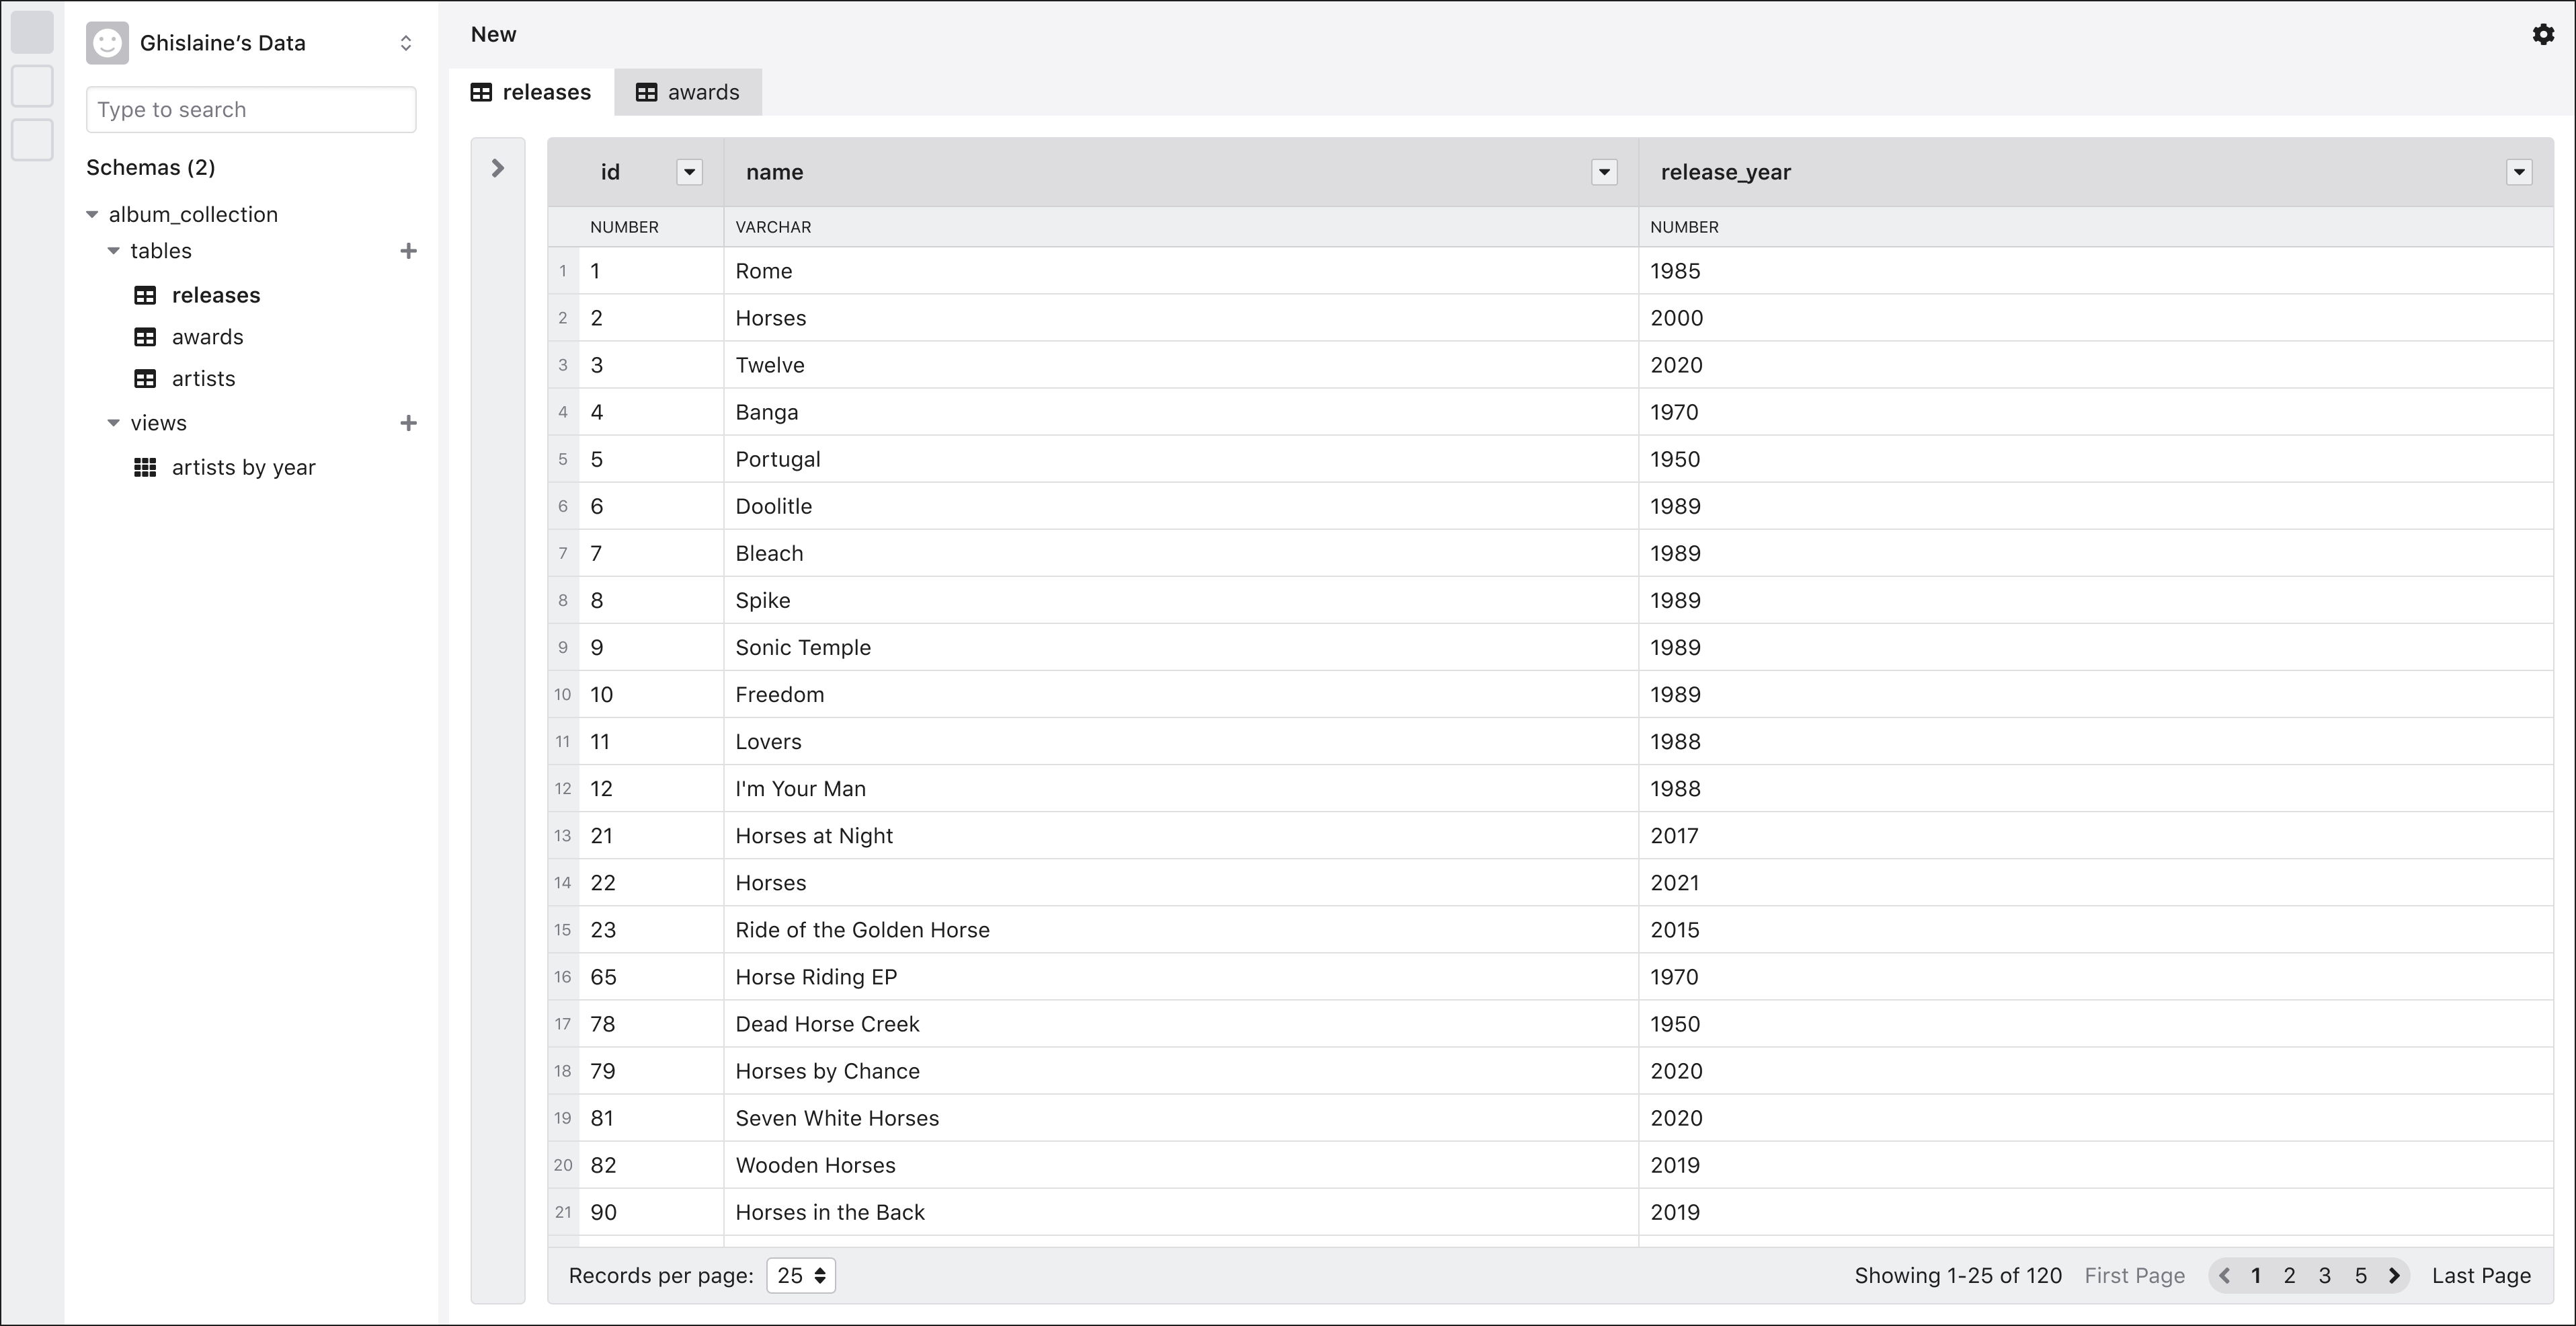 Ghislaine's Data
Type to search
Schemas (2)
album_collection
tables
releases
awards
artists
views
artists by year
New
releases awards
id name release_year
NUMBER VARCHAR NUMBER
1 1 Rome 1985
2 2 Horses 2000
3 3 Twelve 2020
4 4 Banga 1970
5 5 Portugal 1950
6 6 Doolitle 1989
7 7 Bleach 1989
8 8 Spike 1989
9 9 Sonic Temple 1989
10 10 Freedom 1989
11 11 Lovers 1988
12 12 I'm Your Man 1988
13 21 Horses at Night 2017
14 22 Horses 2021
15 23 Ride of the Golden Horse 2015
16 65 Horse Riding EP 1970
17 78 Dead Horse Creek 1950
18 79 Horses by Chance 2020
19 81 Seven White Horses 2020
20 82 Wooden Horses 2019
21 90 Horses in the Back 2019
Records per page: 25 Showing 1-25 of 120 First Page 1 2 3 5 Last Page